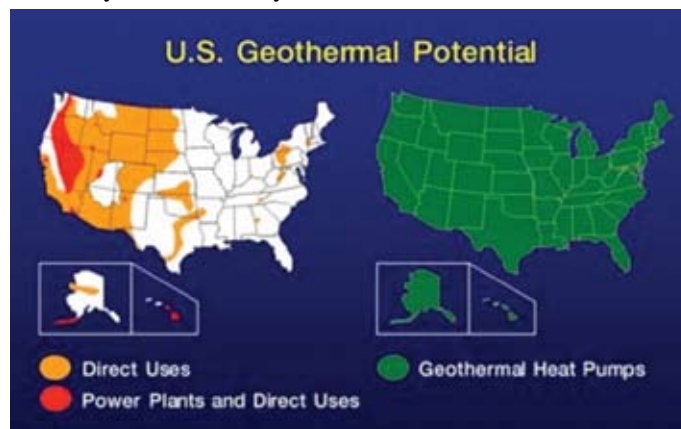 U.S. Geothermal Potential
Direct Uses
Power Plants and Direct Uses
Geothermal Heat Pumps